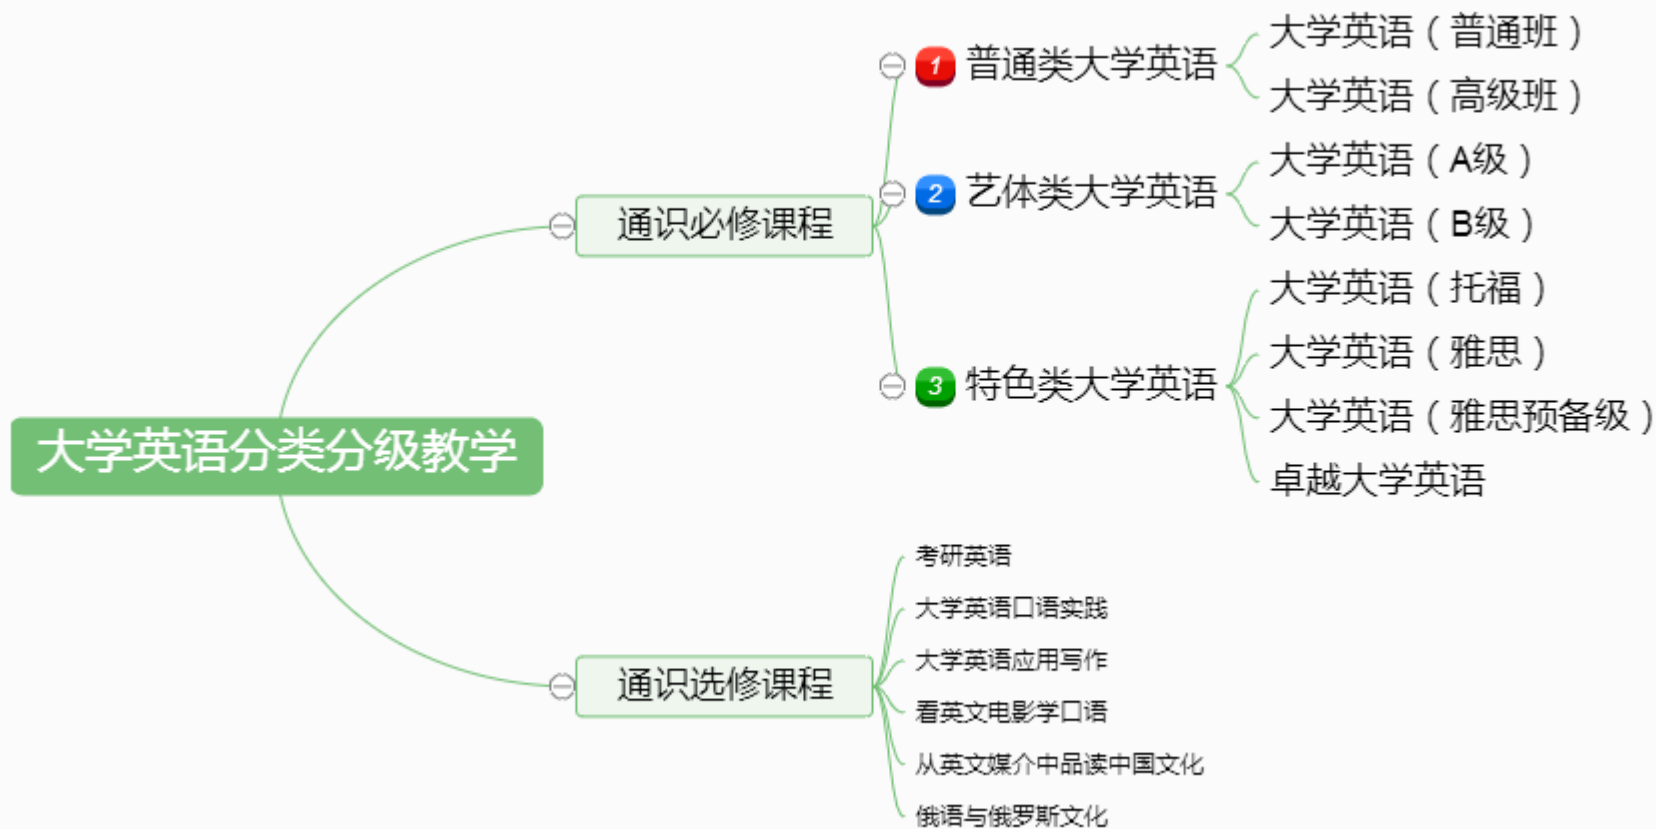 大学英语分类分级教学
通识必修课程
1 普通类大学英语
大学英语（普通班）
大学英语（高级班）
2 艺体类大学英语
大学英语（A级）
大学英语（B级）
3 特色类大学英语
大学英语（托福）
大学英语（雅思）
大学英语（雅思预备级）
卓越大学英语
通识选修课程
考研英语
大学英语口语实践
大学英语应用写作
看英文电影学口语
从英文媒介中品读中国文化
俄语与俄罗斯文化